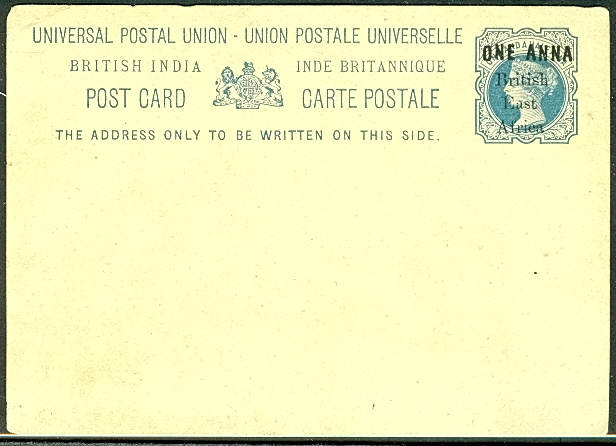 UNIVERSAL POSTAL UNION - UNION POSTALE UNIVERSELLE
BRITISH INDIA INDE BRITANNIQUE
POST CARD CARTE POSTALE
THE ADDRESS ONLY TO BE WRITTEN ON THIS SIDE.
ONE ANNA
British
East
Africa